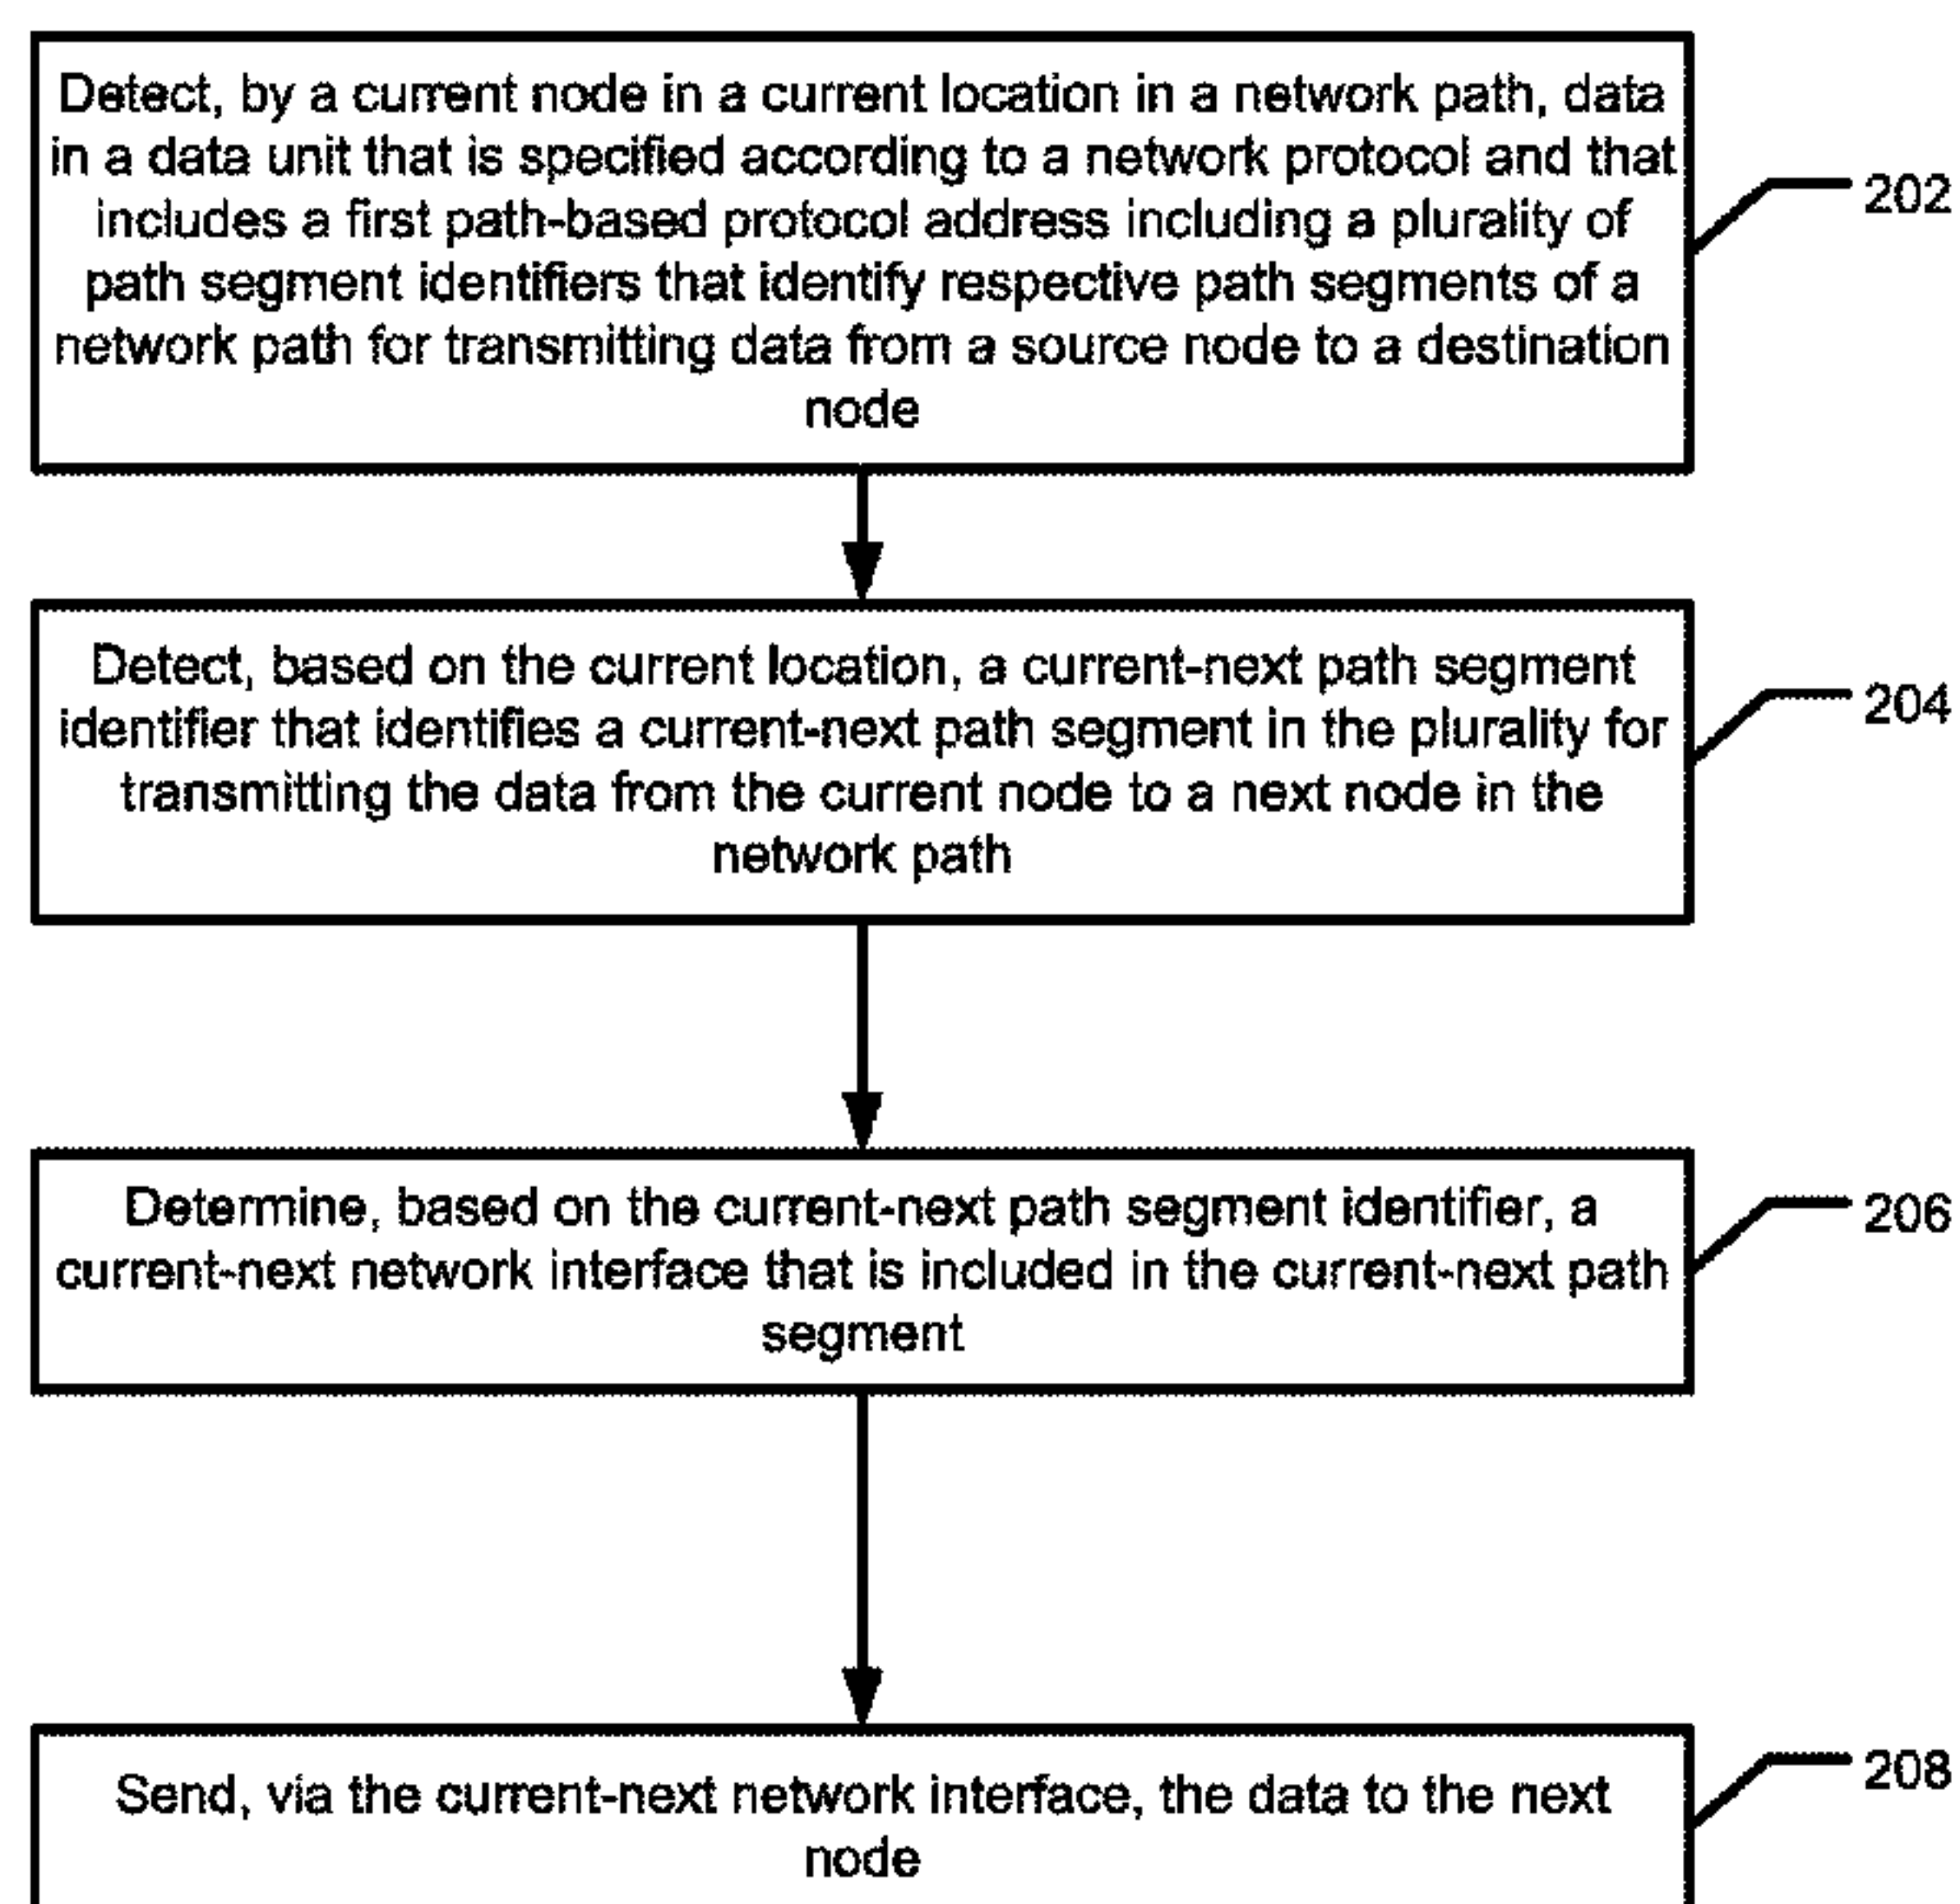 Detect, by a current node in a current location in a network path, data
in a data unit that is specified according to a network protocol and that
includes a first path-based protocol address including a plurality of
path segment identifiers that identify respective path segments of a
network path for transmitting data from a source node to a destination
node
202
Detect, based on the current location, a current-next path segment
identifier that identifies a current-next path segment in the plurality for
transmitting the data from the current node to a next node in the
network path
204
Determine, based on the current-next path segment identifier, a
current-next network interface that is included in the current-next path
segment
206
Send, via the current-next network interface, the data to the next
node
208